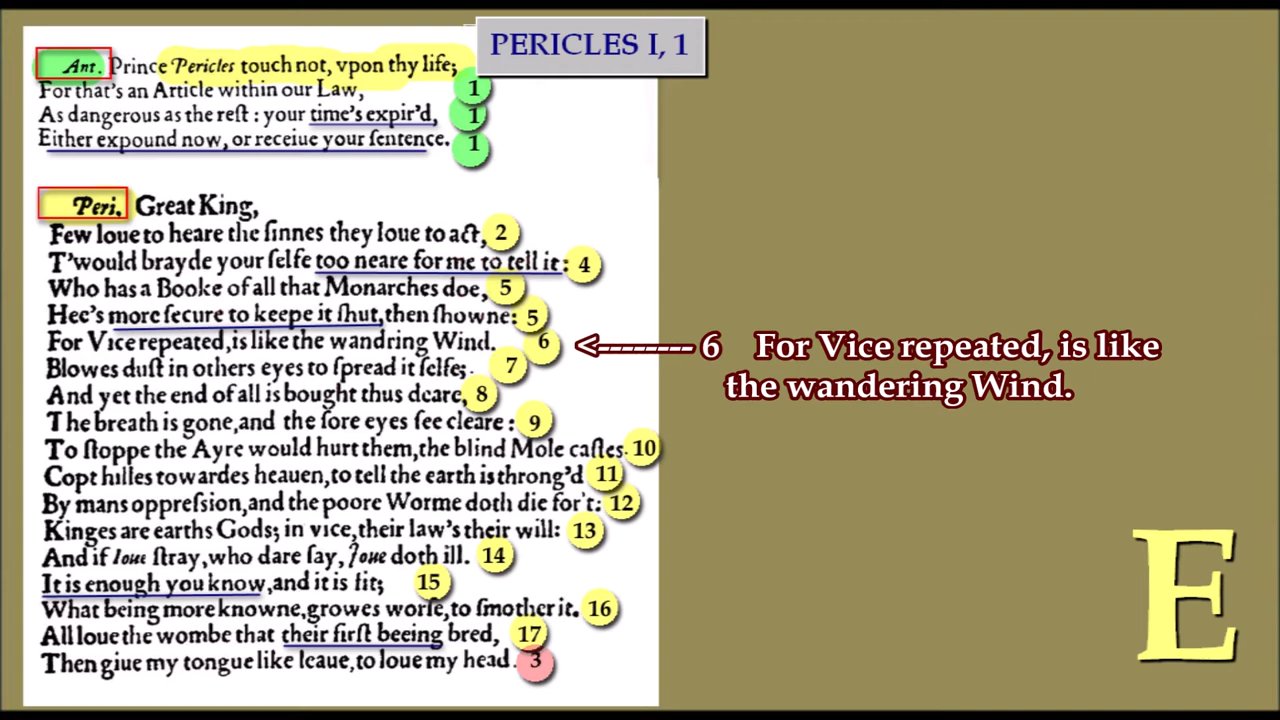 PERICLES I, 1
Ant. Prince Pericles touch not, vpon thy life;
For that's an Article within our Law, 1
As dangerous as the reſt : your time's expir'd, 1
Either expound now, or receiue your ſentence. 1
Peri. Great King,
Few loue to heare the ſinnes they loue to act, 2
T'would brayde your ſelfe too neare for me to tell it : 4
Who has a Booke of all that Monarches doe, 5
Hee's more ſecure to keepe it ſhut, then ſhowne : 5
For Vice repeated, is like the wandring Wind. 6
Blowes duſt in others eyes to ſpread it ſelfe; 7
And yet the end of all is bought thus deare, 8
The breath is gone, and the ſore eyes ſee cleare : 9
To ſtoppe the Ayre would hurt them, the blind Mole caſtes 10
Copt hilles towardes heauen, to tell the earth is throng'd 11
By mans oppreſsion, and the poore Worme doth die for't : 12
Kinges are earths Gods; in vice, their law's their will: 13
And if Ioue ſtray, who dare ſay, Ioue doth ill. 14
It is enough you know, and it is fit; 15
What being more knowne, growes worſe, to ſmother it. 16
All loue the wombe that their firſt beeing bred, 17
Then giue my tongue like leaue, to loue my head. 3
<------- 6 For Vice repeated, is like
the wandering Wind.
E